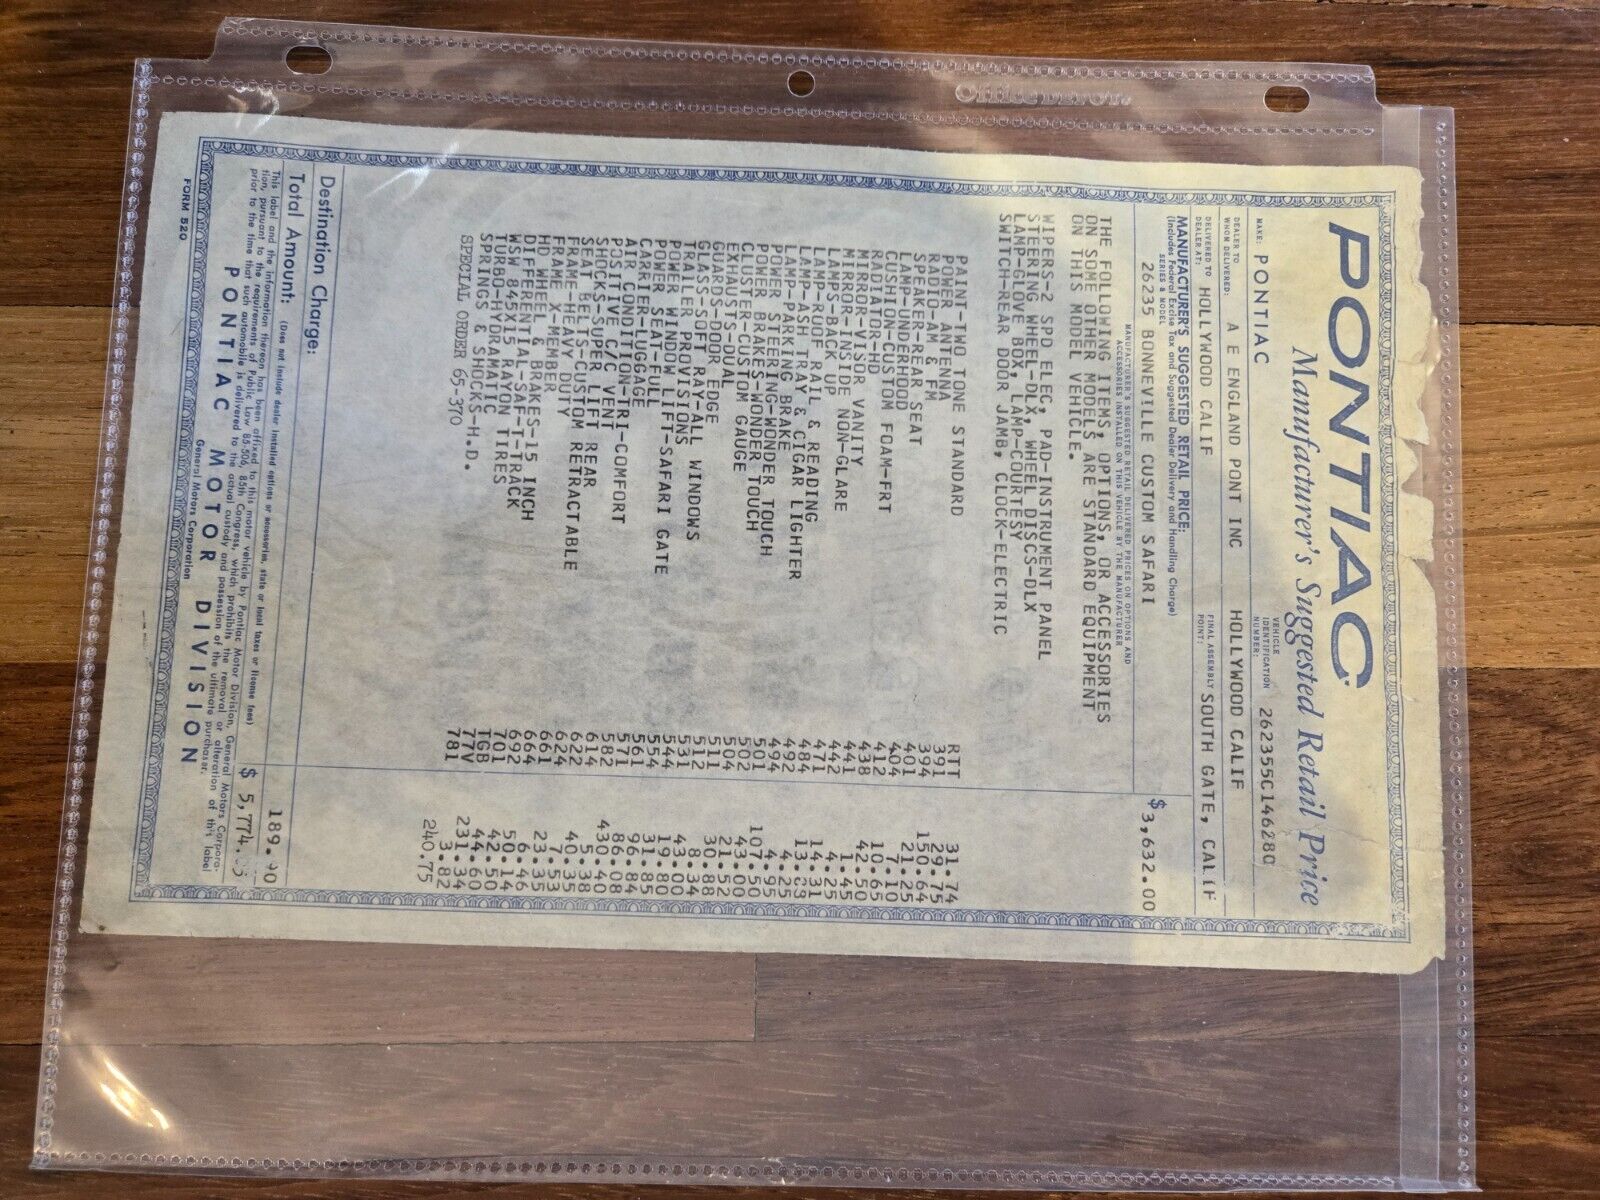 PONTIAC
Manufacturer's Suggested Retail Price
MAKE: PONTIAC VEHICLE IDENTIFICATION NUMBER: 262355C146280
DEALER TO WHOM DELIVERED: A E ENGLAND PONT INC HOLLYWOOD CALIF
DELIVERED TO DEALER AT: HOLLYWOOD CALIF FINAL ASSEMBLY POINT: SOUTH GATE, CALIF
MANUFACTURER'S SUGGESTED RETAIL PRICE:
(Includes Federal Excise Tax and Suggested Dealer Delivery and Handling Charge)
SERIES & MODEL 26235 BONNEVILLE CUSTOM SAFARI $ 3,632.00
MANUFACTURER'S SUGGESTED RETAIL DELIVERED PRICES ON OPTIONS AND
ACCESSORIES INSTALLED ON THIS VEHICLE BY THE MANUFACTURER
THE FOLLOWING ITEMS, OPTIONS, OR ACCESSORIES
ON SOME OTHER MODELS ARE STANDARD EQUIPMENT
ON THIS MODEL VEHICLE.
WIPERS-2 SPD ELEC, PAD-INSTRUMENT PANEL
STEERING WHEEL-DLX, WHEEL DISCS-DLX
LAMP-GLOVE BOX, LAMP-COURTESY
SWITCH-REAR DOOR JAMB, CLOCK-ELECTRIC
PAINT-TWO TONE STANDARD RTT 31.74
POWER ANTENNA 391 29.75
RADIO-AM & FM 394 150.64
SPEAKER-REAR SEAT 401 21.25
LAMP-UNDERHOOD 404 7.10
CUSHION-CUSTOM FOAM-FRT 412 10.65
RADIATOR-HD 438 42.50
MIRROR-VISOR VANITY 441 1.45
MIRROR-INSIDE NON-GLARE 442 4.25
LAMPS-BACK UP 471 14.31
LAMP-ROOF RAIL & READING 484 13.89
LAMP-ASH TRAY & CIGAR LIGHTER 492 4.25
LAMP-PARKING BRAKE 494 4.05
POWER STEERING-WONDER TOUCH 501 107.50
POWER BRAKES-WONDER TOUCH 502 43.00
CLUSTER-CUSTOM GAUGE 504 21.52
EXHAUSTS-DUAL 511 30.88
GUARDS-DOOR EDGE 512 8.34
GLASS-SOFT RAY-ALL WINDOWS 531 43.00
TRAILER PROVISIONS 544 19.80
POWER WINDOW LIFT-SAFARI GATE 554 31.85
POWER SEAT-FULL 561 96.84
CARRIER-LUGGAGE 571 86.08
AIR CONDITION-TRI-COMFORT 582 430.40
POSITIVE C/C VENT 614 5.38
SHOCKS-SUPER LIFT REAR 622 40.35
SEAT BELTS-CUSTOM RETRACTABLE 624 7.53
FRAME-HEAVY DUTY 661 23.35
FRAME X-MEMBER 664 6.46
HD WHEEL & BRAKES-15 INCH 692 50.14
DIFFERENTIAL-SAF-T-TRACK 701 42.50
WSW 845X15 RAYON TIRES TGB 44.60
TURBO-HYDRAMATIC 77V 231.34
SPRINGS & SHOCKS-H.D. 781 3.82
SPECIAL ORDER 65-370 240.75
Destination Charge: 189.90
Total Amount: (Does not include dealer installed options or accessories, state or local taxes or license fees) $ 5,774.
This label and the information thereon has been affixed to this motor vehicle by Pontiac Motor Division, General Motors Corpora-
tion, pursuant to the requirements of Public Law 85-506, 85th Congress, which prohibits the removal or alteration of this label
prior to the time that such automobile is delivered to the actual custody and possession of the ultimate purchaser.
PONTIAC MOTOR DIVISION
General Motors Corporation
FORM 520
Office DEPOT.